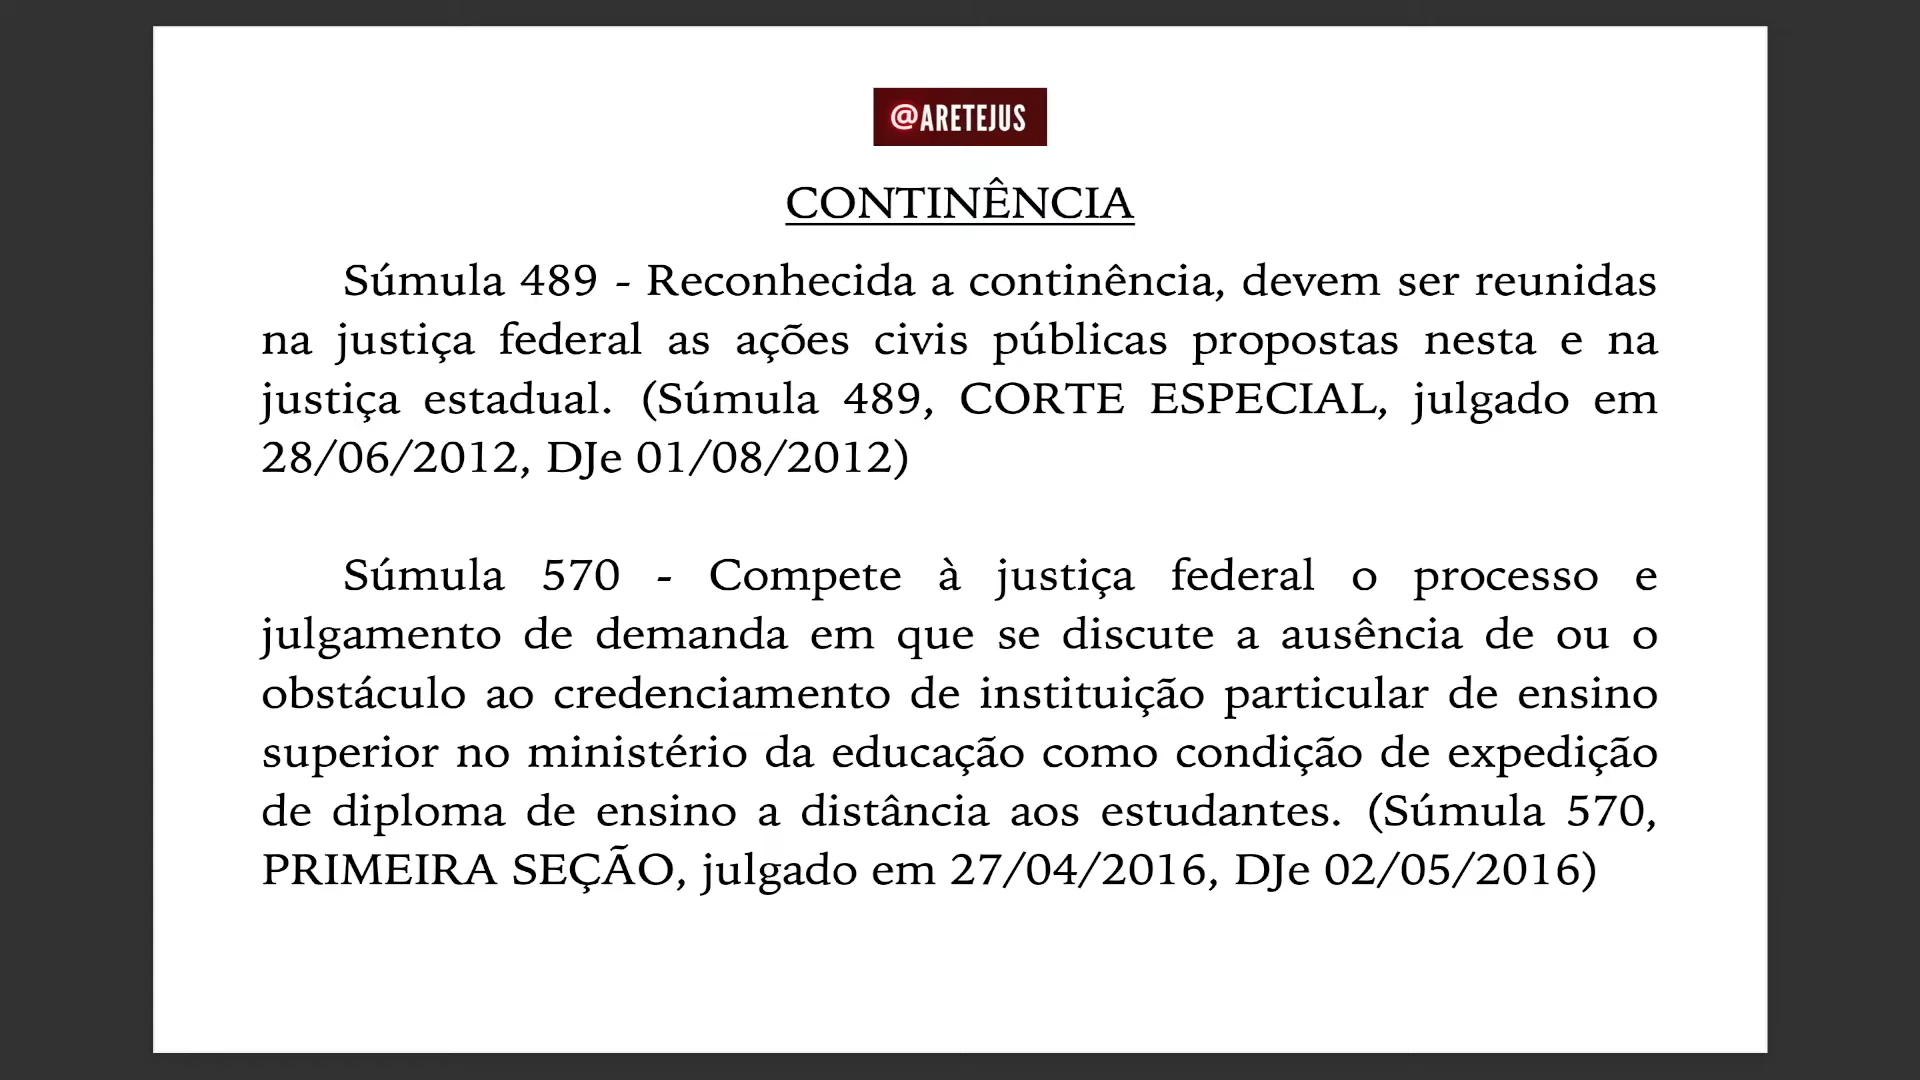 @ARETEJUS
CONTINÊNCIA
Súmula 489 - Reconhecida a continência, devem ser reunidas
na justiça federal as ações civis públicas propostas nesta e na
justiça estadual. (Súmula 489, CORTE ESPECIAL, julgado em
28/06/2012, DJe 01/08/2012)
Súmula 570 - Compete à justiça federal o processo e
julgamento de demanda em que se discute a ausência de ou o
obstáculo ao credenciamento de instituição particular de ensino
superior no ministério da educação como condição de expedição
de diploma de ensino a distância aos estudantes. (Súmula 570,
PRIMEIRA SEÇÃO, julgado em 27/04/2016, DJe 02/05/2016)